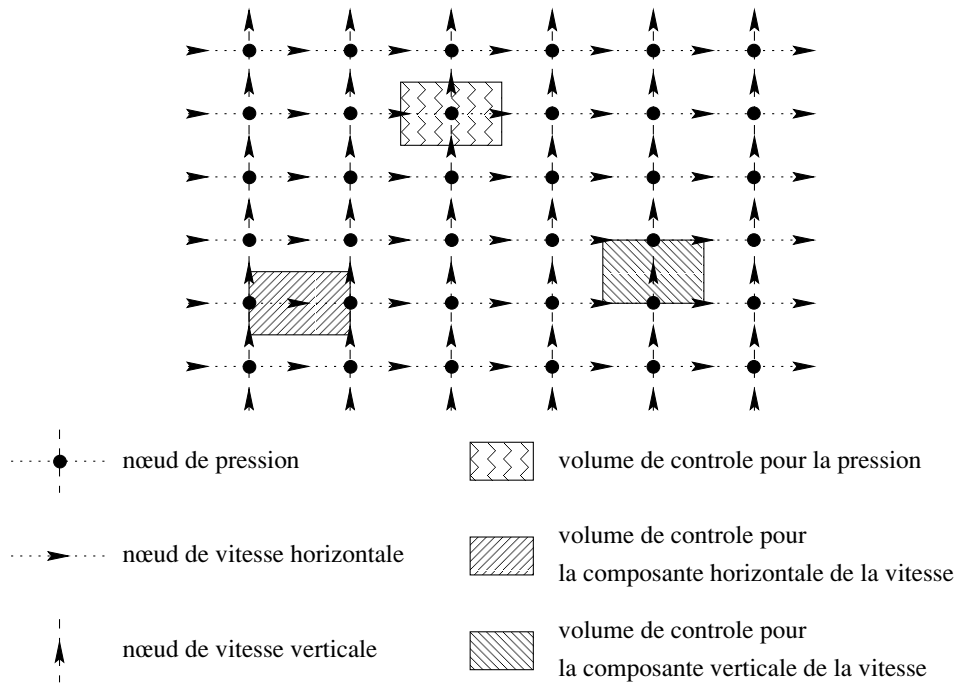 nœud de pression
volume de controle pour la pression
nœud de vitesse horizontale
volume de controle pour
la composante horizontale de la vitesse
nœud de vitesse verticale
volume de controle pour
la composante verticale de la vitesse